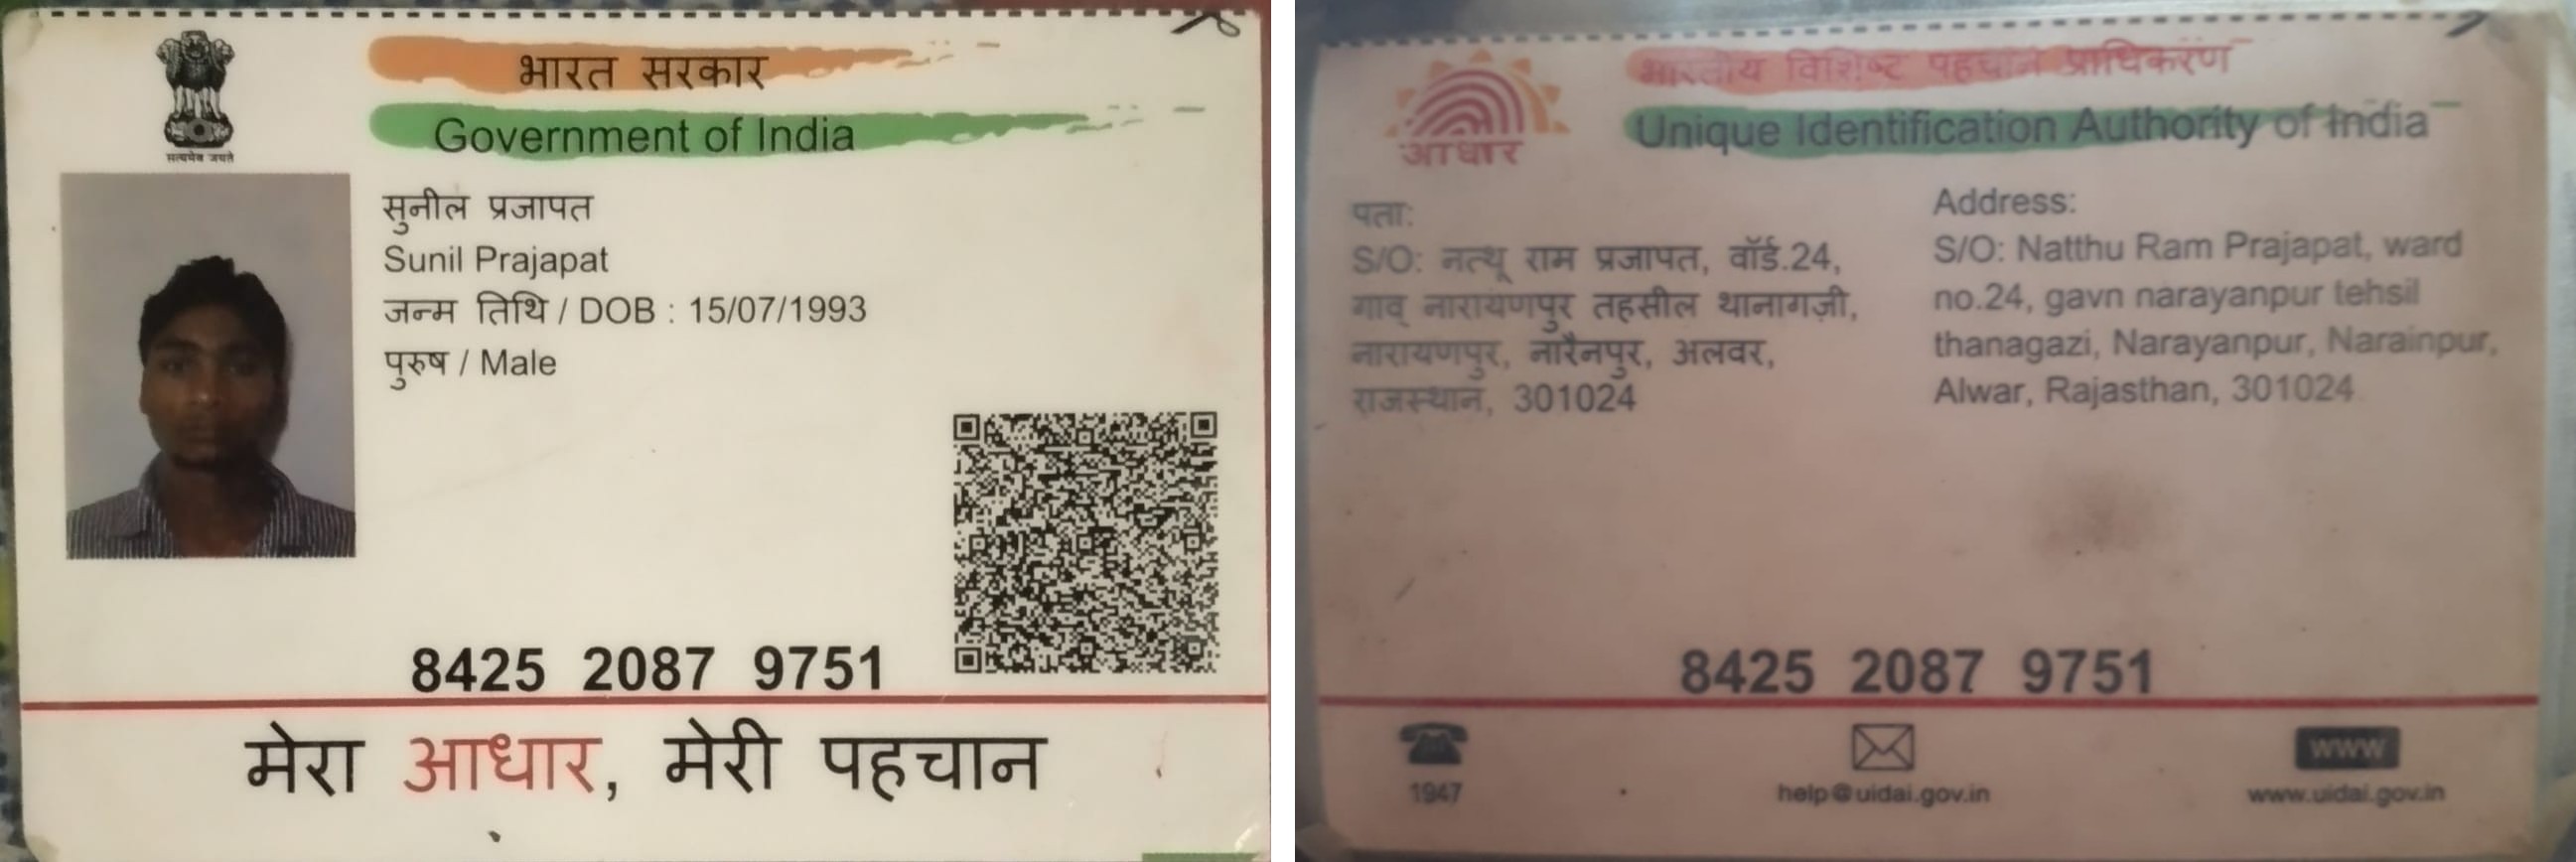 भारत सरकार
Government of India
सत्यमेव जयते
सुनील प्रजापत
Sunil Prajapat
जन्म तिथि / DOB : 15/07/1993
पुरुष / Male
8425 2087 9751
मेरा आधार, मेरी पहचान
भारतीय विशिष्ट पहचान प्राधिकरण
Unique Identification Authority of India
आधार
पता:
S/O: नत्थू राम प्रजापत, वॉर्ड.24,
गाव् नारायणपुर तहसील थानागज़ी,
नारायणपुर, नारैनपुर, अलवर,
राजस्थान, 301024
Address:
S/O: Natthu Ram Prajapat, ward
no.24, gavn narayanpur tehsil
thanagazi, Narayanpur, Narainpur,
Alwar, Rajasthan, 301024
8425 2087 9751
1947
help@uidai.gov.in
www
www.uidai.gov.in